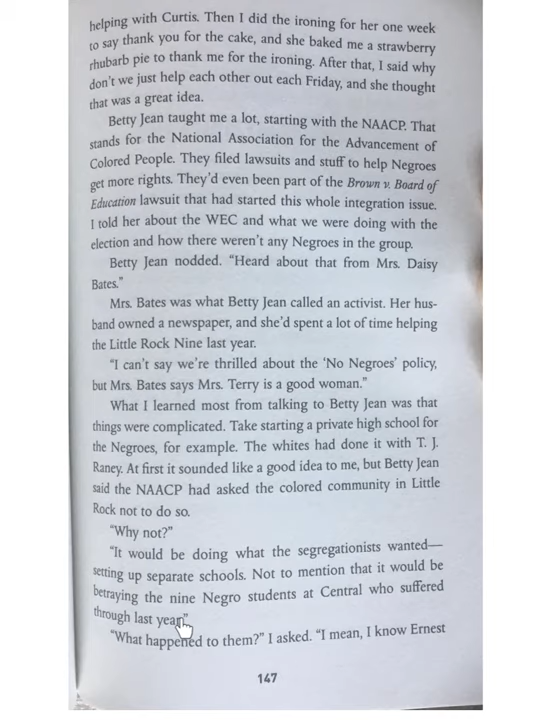 helping with Curtis. Then I did the ironing for her one week
to say thank you for the cake, and she baked me a strawberry
rhubarb pie to thank me for the ironing. After that, I said why
don't we just help each other out each Friday, and she thought
that was a great idea.
Betty Jean taught me a lot, starting with the NAACP. That
stands for the National Association for the Advancement of
Colored People. They filed lawsuits and stuff to help Negroes
get more rights. They'd even been part of the Brown v. Board of
Education lawsuit that had started this whole integration issue.
I told her about the WEC and what we were doing with the
election and how there weren't any Negroes in the group.
Betty Jean nodded. “Heard about that from Mrs. Daisy
Bates.”
Mrs. Bates was what Betty Jean called an activist. Her hus-
band owned a newspaper, and she'd spent a lot of time helping
the Little Rock Nine last year.
“I can't say we're thrilled about the ‘No Negroes’ policy,
but Mrs. Bates says Mrs. Terry is a good woman.”
What I learned most from talking to Betty Jean was that
things were complicated. Take starting a private high school for
the Negroes, for example. The whites had done it with T. J.
Raney. At first it sounded like a good idea to me, but Betty Jean
said the NAACP had asked the colored community in Little
Rock not to do so.
“Why not?”
“It would be doing what the segregationists wanted—
setting up separate schools. Not to mention that it would be
betraying the nine Negro students at Central who suffered
through last year.”
“What happened to them?” I asked. “I mean, I know Ernest
147